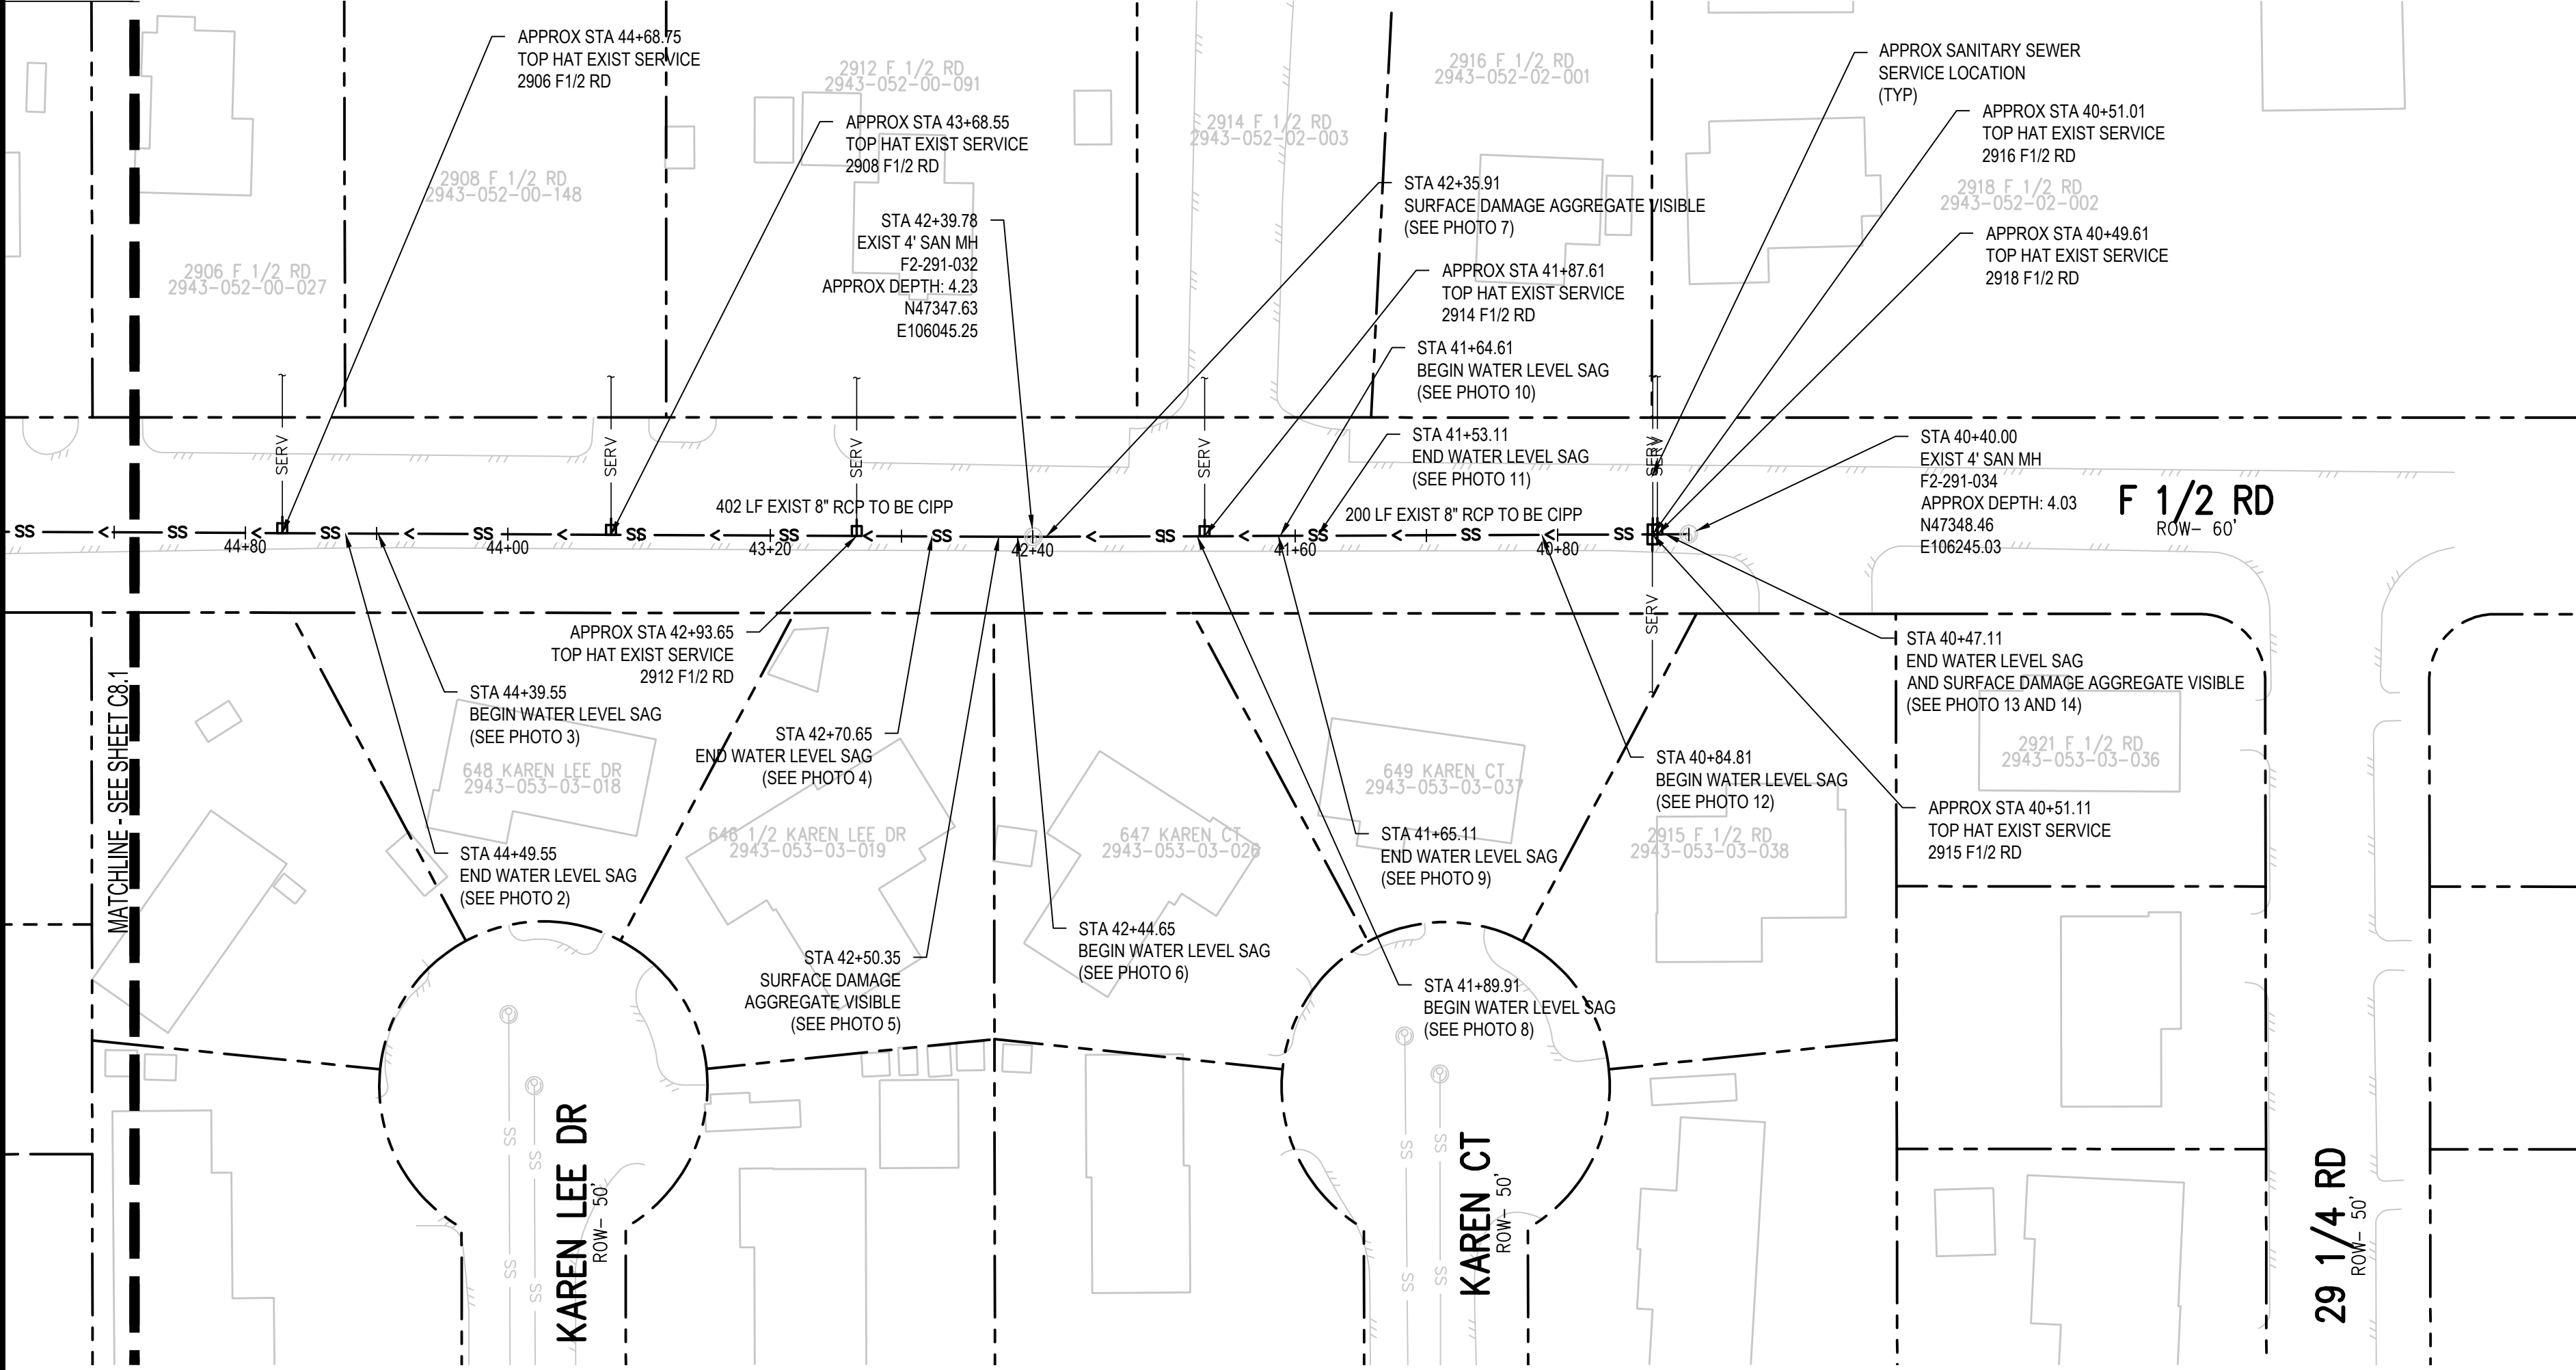 APPROX STA 44+68.75
TOP HAT EXIST SERVICE
2906 F1/2 RD
2912 F 1/2 RD
2943-052-00-091
APPROX STA 43+68.55
TOP HAT EXIST SERVICE
2908 F1/2 RD
2908 F 1/2 RD
2943-052-00-148
2906 F 1/2 RD
2943-052-00-027
STA 42+39.78
EXIST 4' SAN MH
F2-291-032
APPROX DEPTH: 4.23
N47347.63
E106045.25
2914 F 1/2 RD
2943-052-02-003
2916 F 1/2 RD
2943-052-02-001
STA 42+35.91
SURFACE DAMAGE AGGREGATE VISIBLE
(SEE PHOTO 7)
APPROX STA 41+87.61
TOP HAT EXIST SERVICE
2914 F1/2 RD
STA 41+64.61
BEGIN WATER LEVEL SAG
(SEE PHOTO 10)
STA 41+53.11
END WATER LEVEL SAG
(SEE PHOTO 11)
APPROX SANITARY SEWER
SERVICE LOCATION
(TYP)
APPROX STA 40+51.01
TOP HAT EXIST SERVICE
2916 F1/2 RD
2918 F 1/2 RD
2943-052-02-002
APPROX STA 40+49.61
TOP HAT EXIST SERVICE
2918 F1/2 RD
STA 40+40.00
EXIST 4' SAN MH
F2-291-034
APPROX DEPTH: 4.03
N47348.46
E106245.03
F 1/2 RD
ROW- 60'
SERV
SERV
SERV
SERV
SERV
SERV
SERV
402 LF EXIST 8" RCP TO BE CIPP
200 LF EXIST 8" RCP TO BE CIPP
SS
SS
SS
SS
SS
SS
SS
SS
SS
SS
SS
SS
44+80
44+00
43+20
42+40
41+60
40+80
MATCHLINE - SEE SHEET C8.1
APPROX STA 42+93.65
TOP HAT EXIST SERVICE
2912 F1/2 RD
STA 44+39.55
BEGIN WATER LEVEL SAG
(SEE PHOTO 3)
STA 42+70.65
END WATER LEVEL SAG
(SEE PHOTO 4)
648 KAREN LEE DR
2943-053-03-018
STA 44+49.55
END WATER LEVEL SAG
(SEE PHOTO 2)
646 1/2 KAREN LEE DR
2943-053-03-019
647 KAREN CT
2943-053-03-026
649 KAREN CT
2943-053-03-037
STA 41+65.11
END WATER LEVEL SAG
(SEE PHOTO 9)
STA 40+84.81
BEGIN WATER LEVEL SAG
(SEE PHOTO 12)
2915 F 1/2 RD
2943-053-03-038
STA 40+47.11
END WATER LEVEL SAG
AND SURFACE DAMAGE AGGREGATE VISIBLE
(SEE PHOTO 13 AND 14)
2921 F 1/2 RD
2943-053-03-036
APPROX STA 40+51.11
TOP HAT EXIST SERVICE
2915 F1/2 RD
STA 42+50.35
SURFACE DAMAGE
AGGREGATE VISIBLE
(SEE PHOTO 5)
STA 42+44.65
BEGIN WATER LEVEL SAG
(SEE PHOTO 6)
STA 41+89.91
BEGIN WATER LEVEL SAG
(SEE PHOTO 8)
SS
SS
SS
SS
KAREN LEE DR
ROW- 50'
SS
SS
SS
SS
KAREN CT
ROW- 50'
29 1/4 RD
ROW- 50'